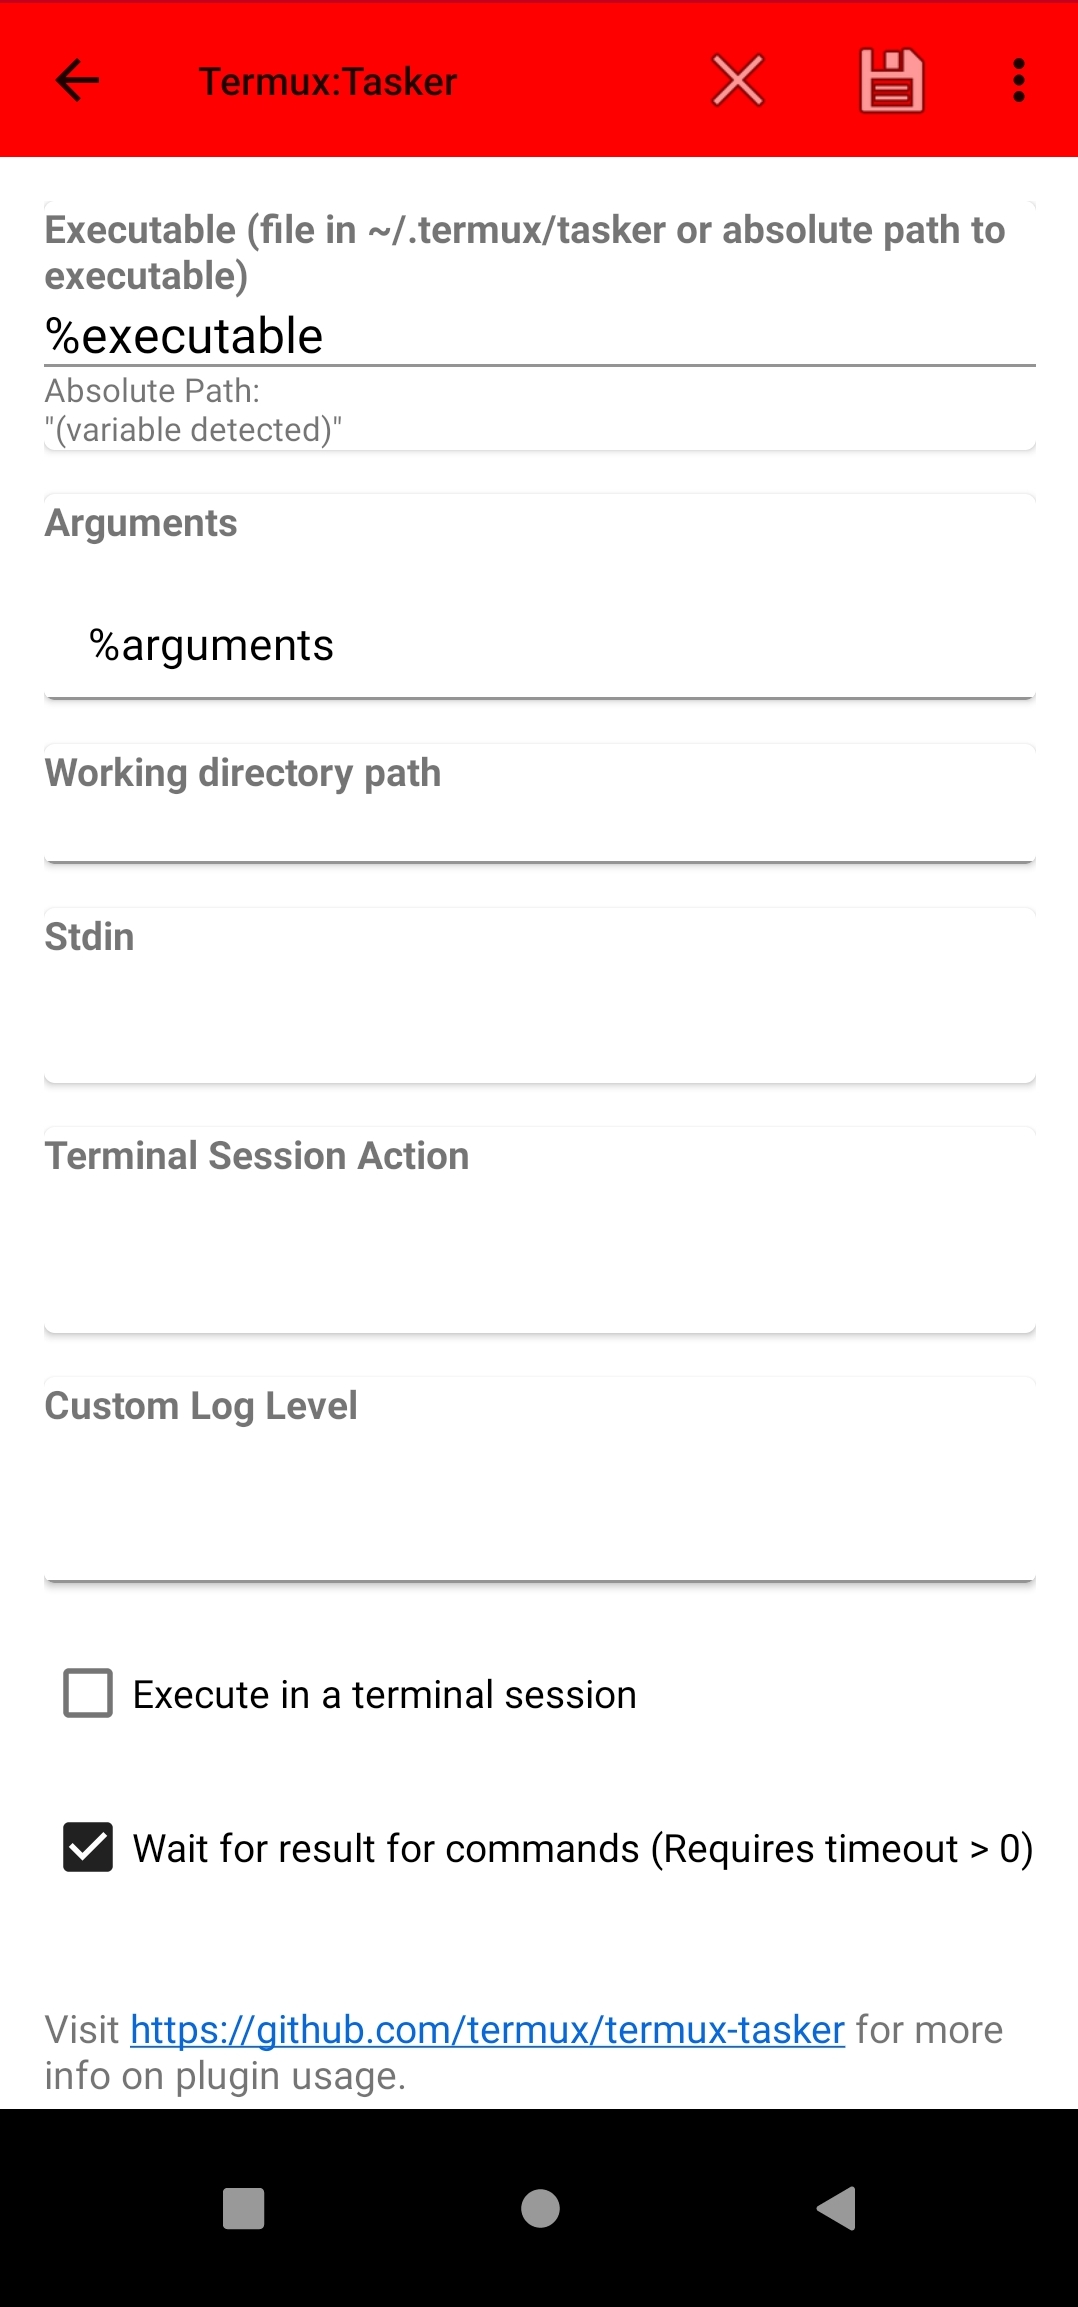 Termux:Tasker
Executable (file in ~/.termux/tasker or absolute path to
executable)
%executable
Absolute Path:
"(variable detected)"
Arguments
%arguments
Working directory path
Stdin
Terminal Session Action
Custom Log Level
Execute in a terminal session
Wait for result for commands (Requires timeout > 0)
Visit https://github.com/termux/termux-tasker for more
info on plugin usage.